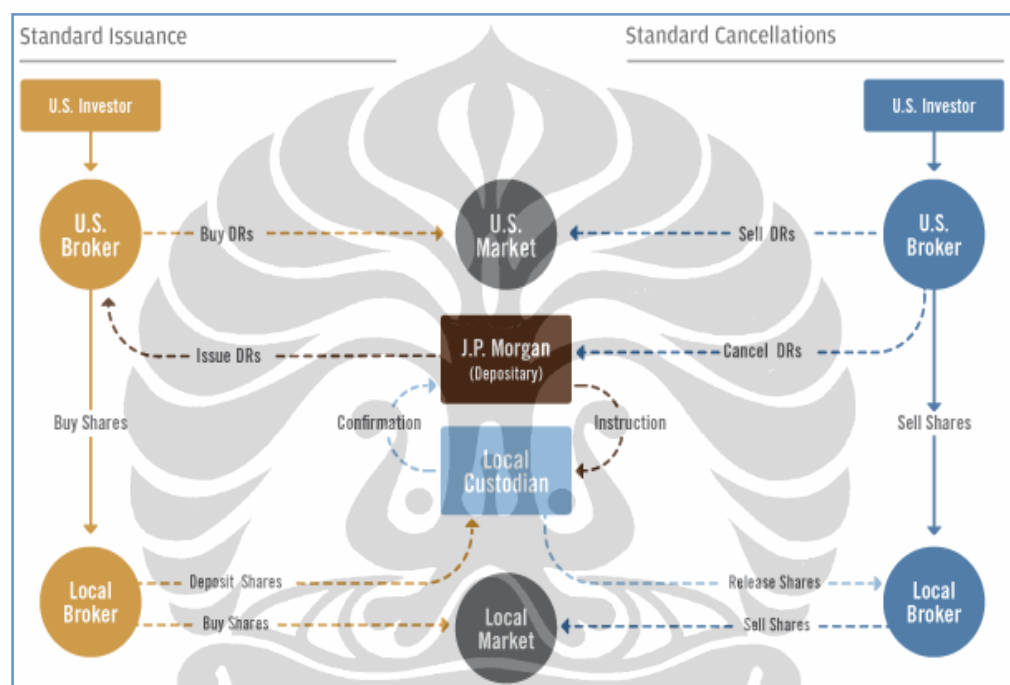 Standard Issuance
Standard Cancellations
U.S. Investor
U.S. Investor
U.S.
Broker
Buy DRs
U.S.
Market
Sell DRs
U.S.
Broker
Issue DRs
J.P. Morgan
(Depositary)
Cancel DRs
Buy Shares
Confirmation
Instruction
Sell Shares
Local
Custodian
Local
Broker
Deposit Shares
Buy Shares
Local
Market
Release Shares
Sell Shares
Local
Broker